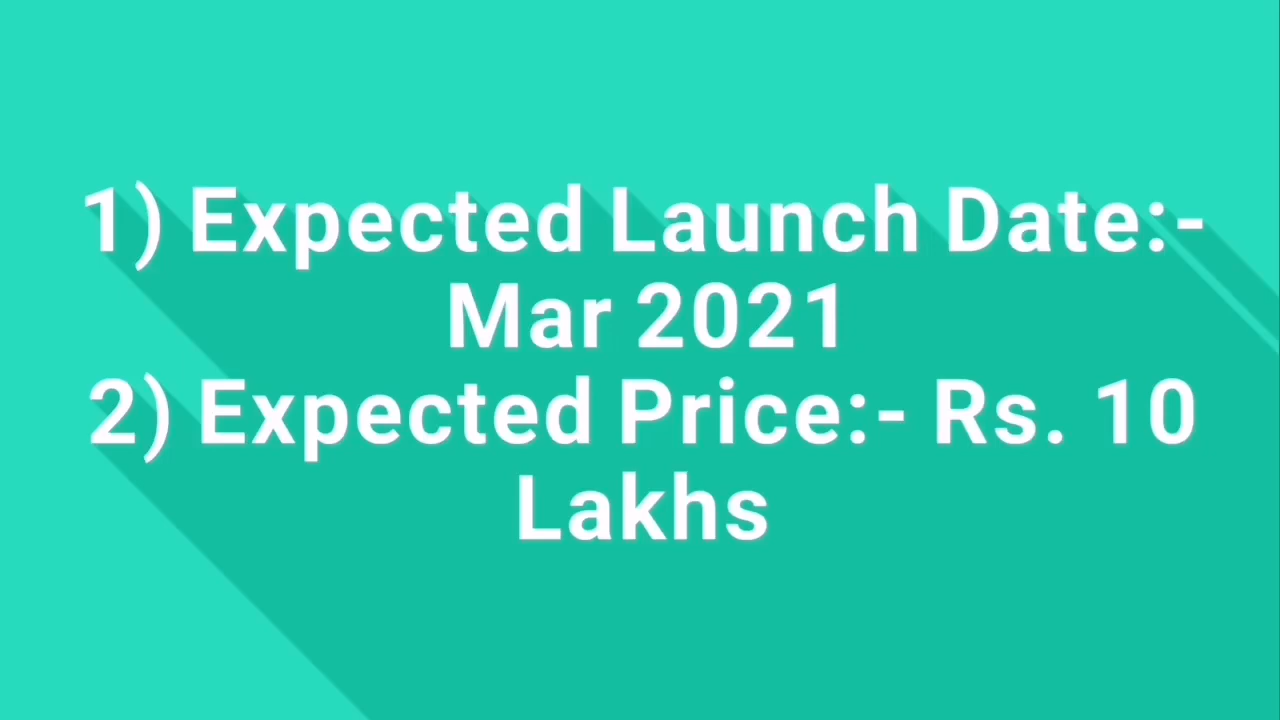 1) Expected Launch Date:-
Mar 2021
2) Expected Price:- Rs. 10
Lakhs